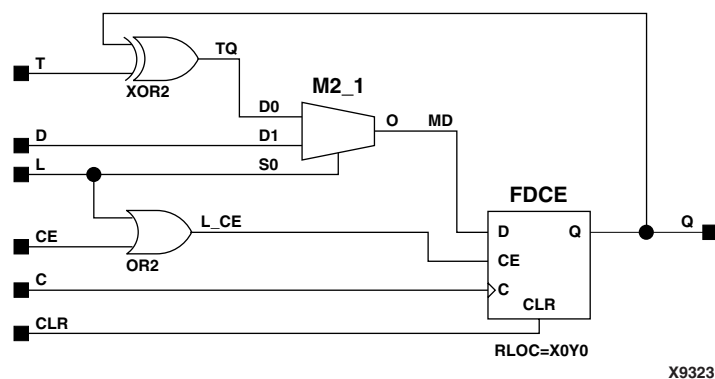 T
TQ
XOR2
M2_1
D0
O
MD
D
D1
L
S0
FDCE
L_CE
D
Q
Q
CE
OR2
CE
C
C
CLR
CLR
RLOC=X0Y0
X9323